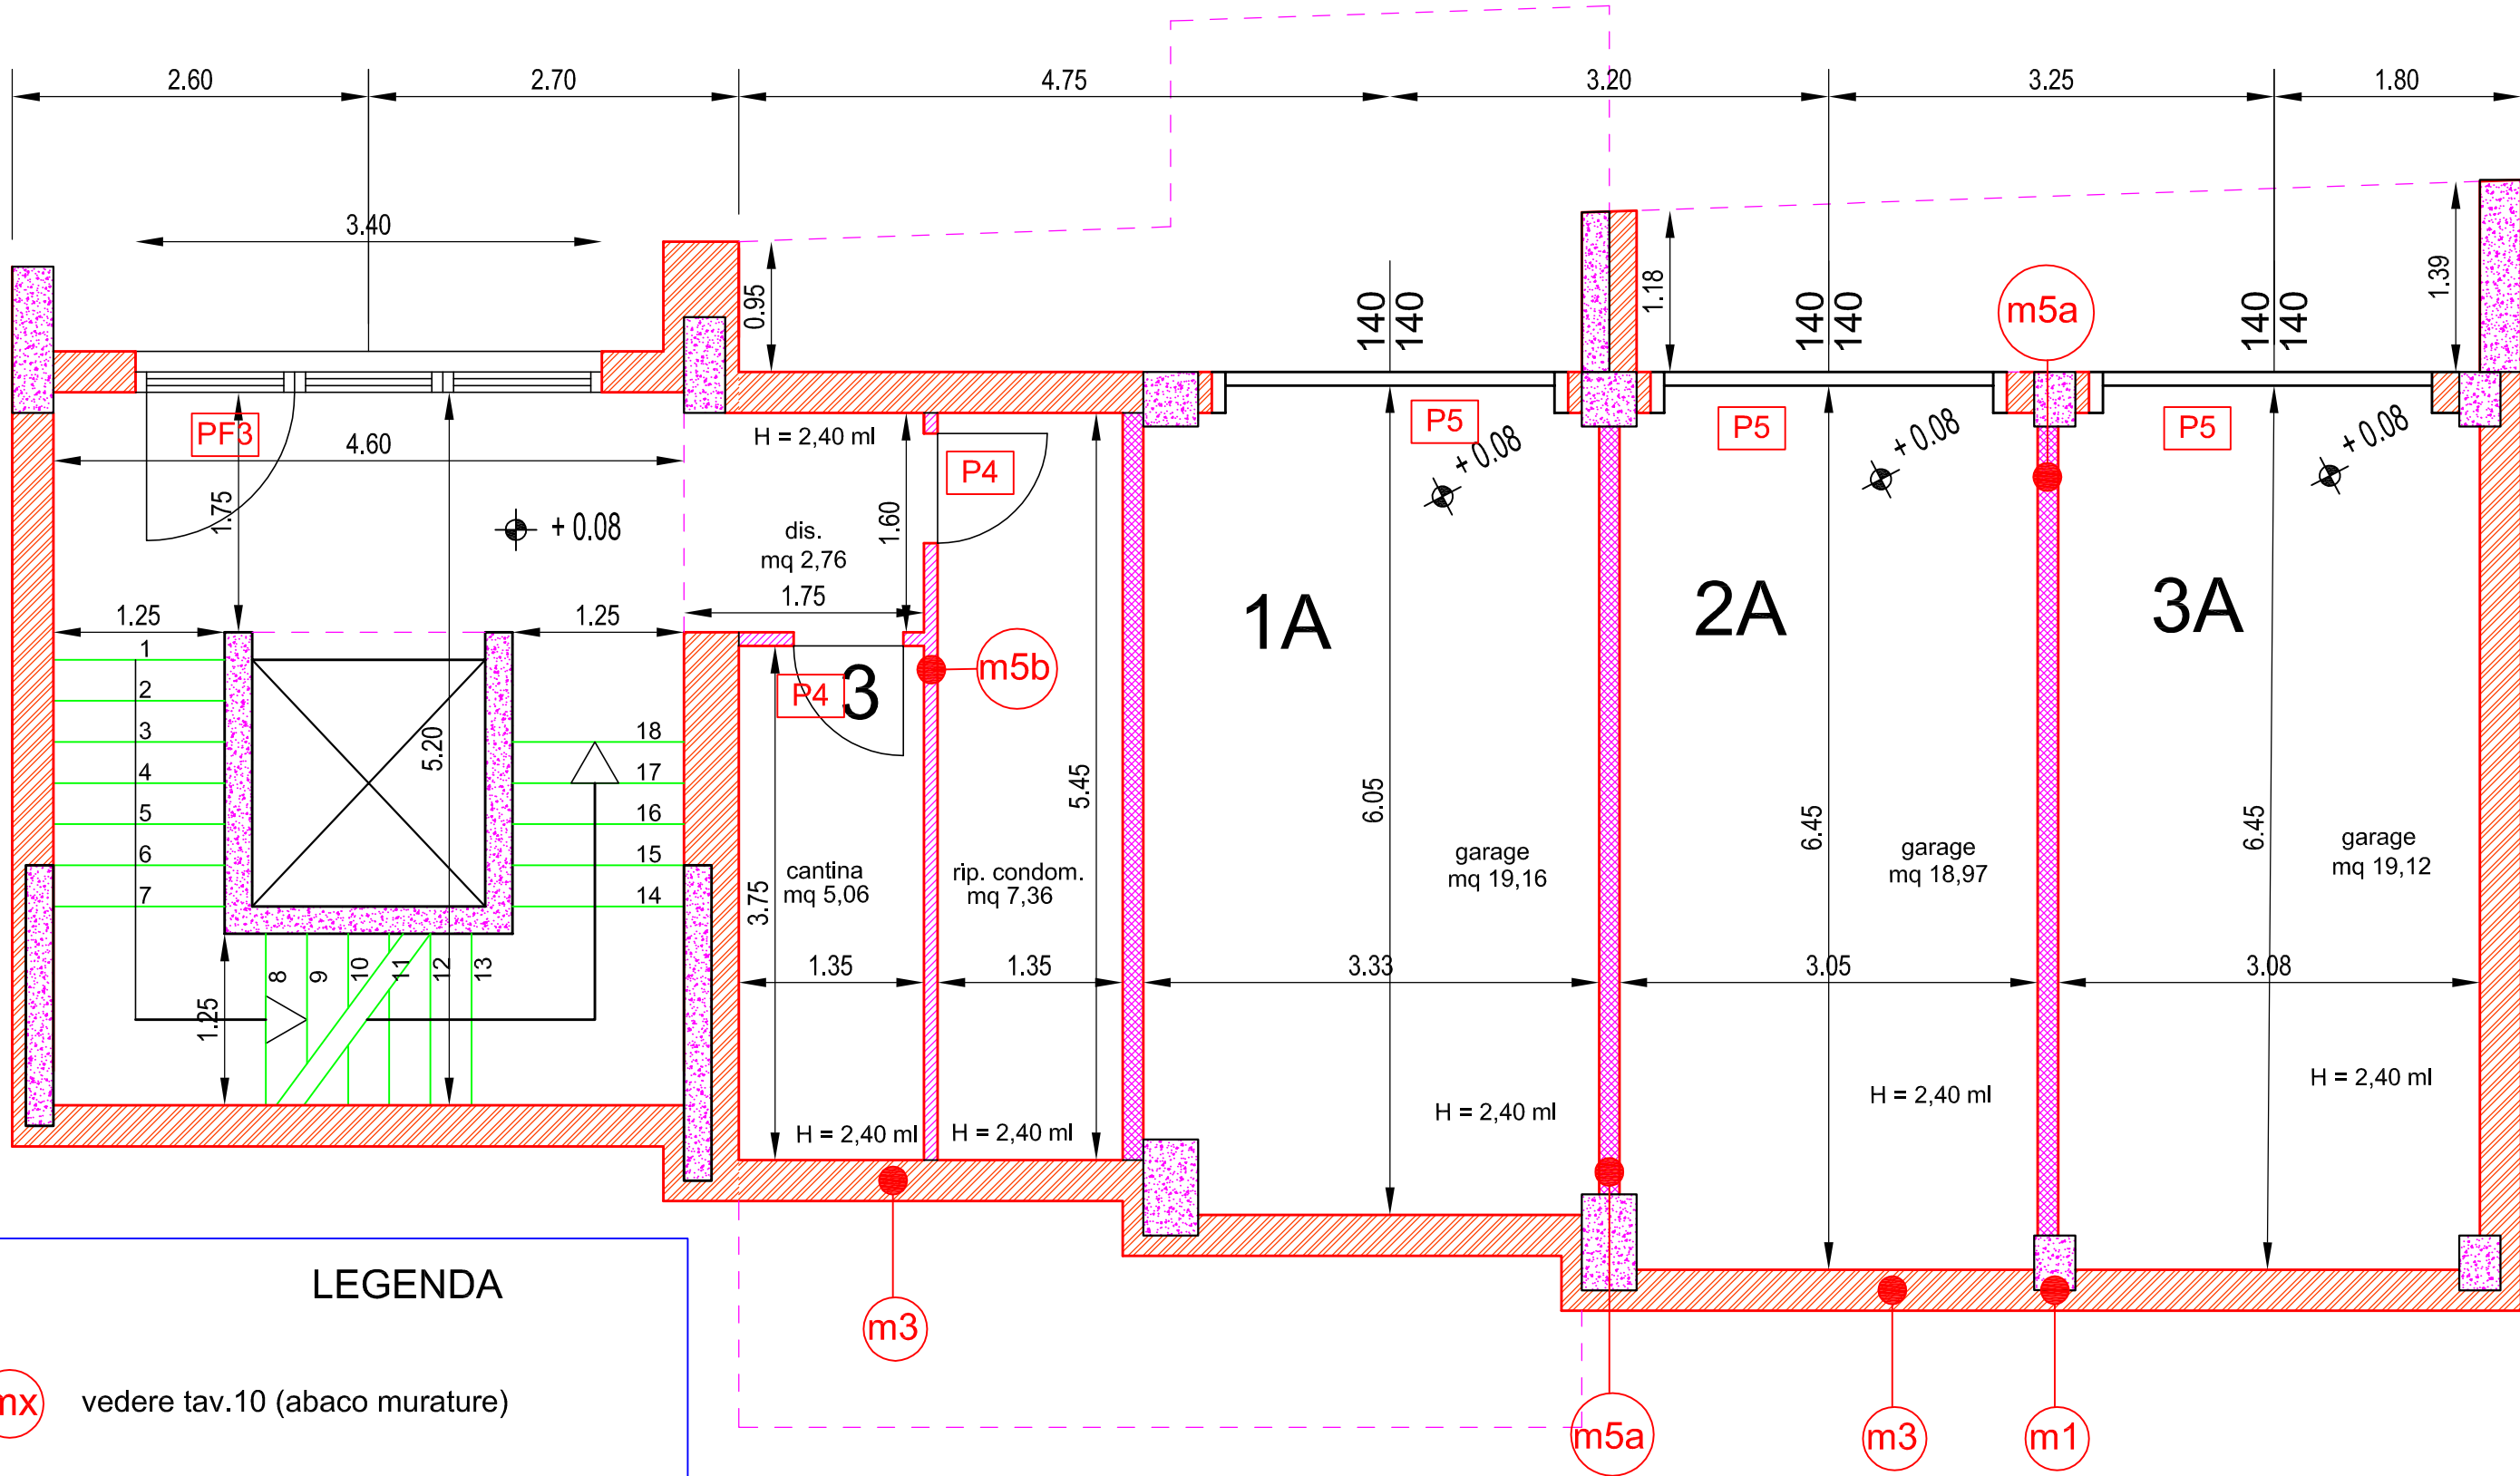 2.60
2.70
4.75
3.20
3.25
1.80
3.40
0.95
1.18
1.39
140
140
140
140
140
140
m5a
PF3
4.60
1.75
+ 0.08
H = 2,40 ml
P4
1.60
dis.
mq 2,76
1.75
P5
+ 0.08
P5
+ 0.08
P5
+ 0.08
1.25
1.25
1
2
3
4
5
6
7
5.20
18
17
16
15
14
8
9
10
11
12
13
1.25
P4
3
m5b
1A
2A
3A
5.45
6.05
6.45
6.45
3.75
cantina
mq 5,06
rip. condom.
mq 7,36
garage
mq 19,16
garage
mq 18,97
garage
mq 19,12
1.35
1.35
3.33
3.05
3.08
H = 2,40 ml
H = 2,40 ml
H = 2,40 ml
H = 2,40 ml
H = 2,40 ml
m3
m5a
m3
m1
LEGENDA
mx
vedere tav.10 (abaco murature)